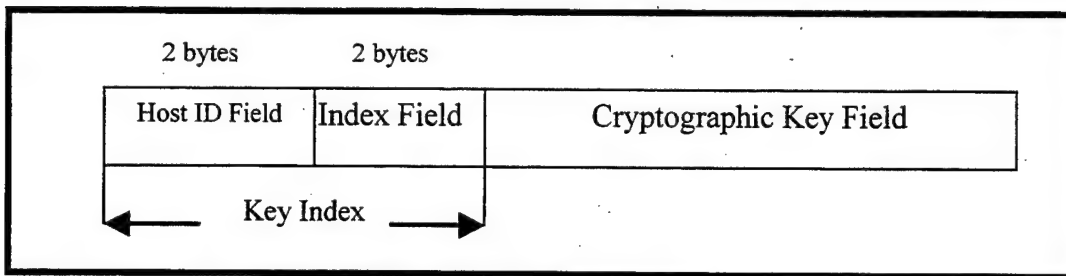 2 bytes 2 bytes
Host ID Field Index Field Cryptographic Key Field
Key Index